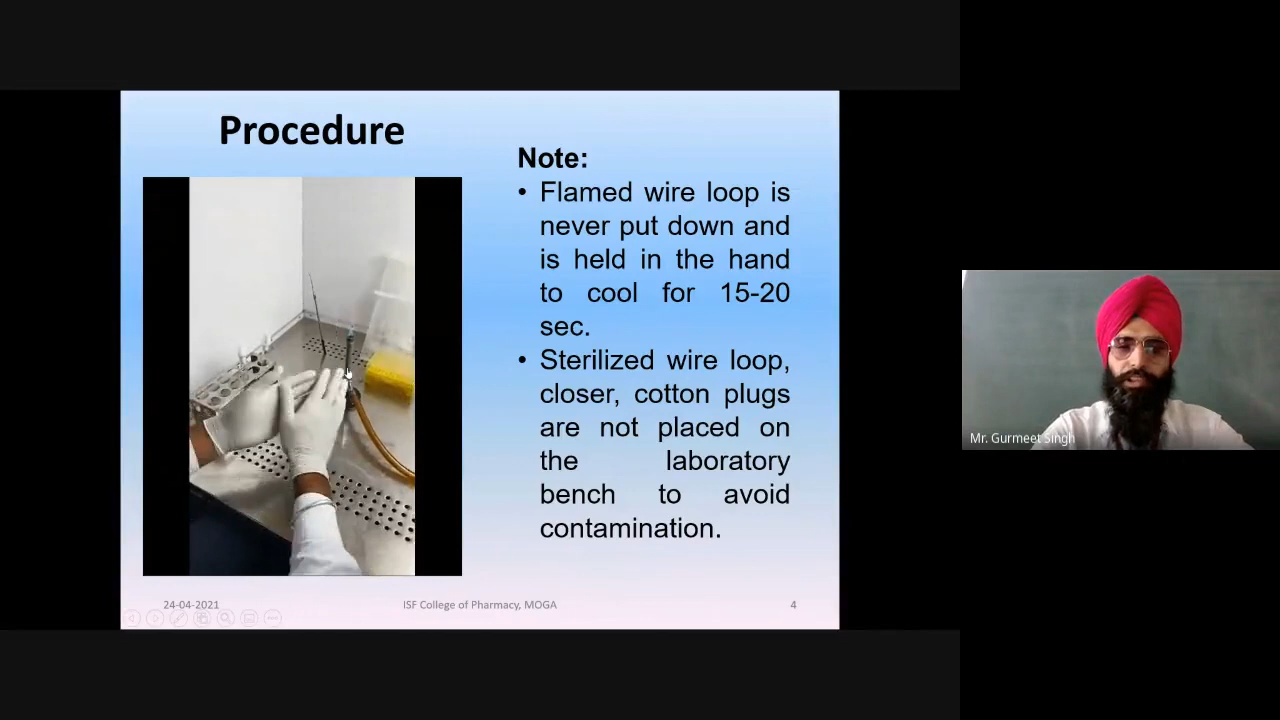 Procedure
Note:
• Flamed wire loop is
never put down and
is held in the hand
to cool for 15-20
sec.
• Sterilized wire loop,
closer, cotton plugs
are not placed on
the laboratory
bench to avoid
contamination.
24-04-2021
ISF College of Pharmacy, MOGA
4
Mr. Gurmeet Singh